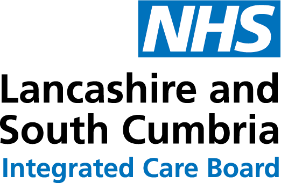 NHS
Lancashire and
South Cumbria
Integrated Care Board